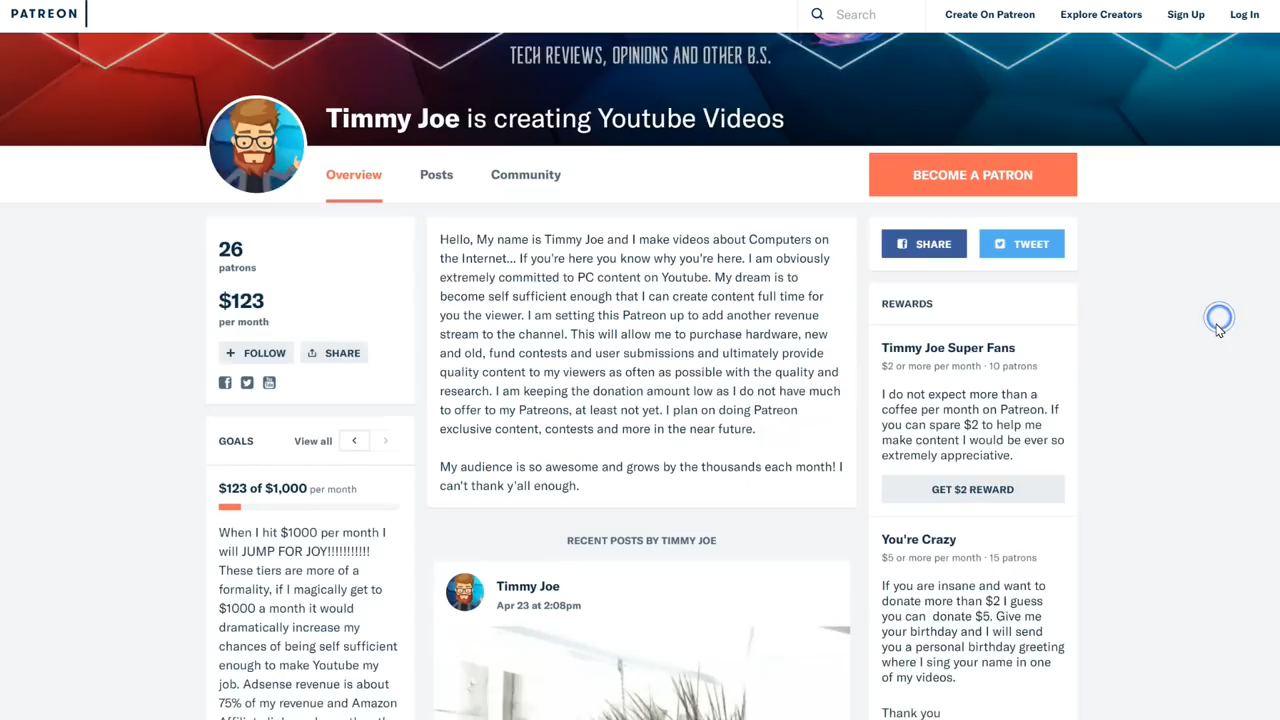 PATREON
Search
Create On Patreon
Explore Creators
Sign Up
Log In
TECH REVIEWS, OPINIONS AND OTHER B.S.
Timmy Joe is creating Youtube Videos
Overview
Posts
Community
BECOME A PATRON
26
patrons
$123
per month
+ FOLLOW
SHARE
GOALS
View all
$123 of $1,000 per month
When I hit $1000 per month I
will JUMP FOR JOY!!!!!!!!!!!
These tiers are more of a
formality, if I magically get to
$1000 a month it would
dramatically increase my
chances of being self sufficient
enough to make Youtube my
job. Adsense revenue is about
75% of my revenue and Amazon
Hello, My name is Timmy Joe and I make videos about Computers on
the Internet... If you're here you know why you're here. I am obviously
extremely committed to PC content on Youtube. My dream is to
become self sufficient enough that I can create content full time for
you the viewer. I am setting this Patreon up to add another revenue
stream to the channel. This will allow me to purchase hardware, new
and old, fund contests and user submissions and ultimately provide
quality content to my viewers as often as possible with the quality and
research. I am keeping the donation amount low as I do not have much
to offer to my Patreons, at least not yet. I plan on doing Patreon
exclusive content, contests and more in the near future.
My audience is so awesome and grows by the thousands each month! I
can't thank y'all enough.
RECENT POSTS BY TIMMY JOE
Timmy Joe
Apr 23 at 2:08pm
SHARE
TWEET
REWARDS
Timmy Joe Super Fans
$2 or more per month · 10 patrons
I do not expect more than a
coffee per month on Patreon. If
you can spare $2 to help me
make content I would be ever so
extremely appreciative.
GET $2 REWARD
You're Crazy
$5 or more per month · 15 patrons
If you are insane and want to
donate more than $2 I guess
you can donate $5. Give me
your birthday and I will send
you a personal birthday greeting
where I sing your name in one
of my videos.
Thank you